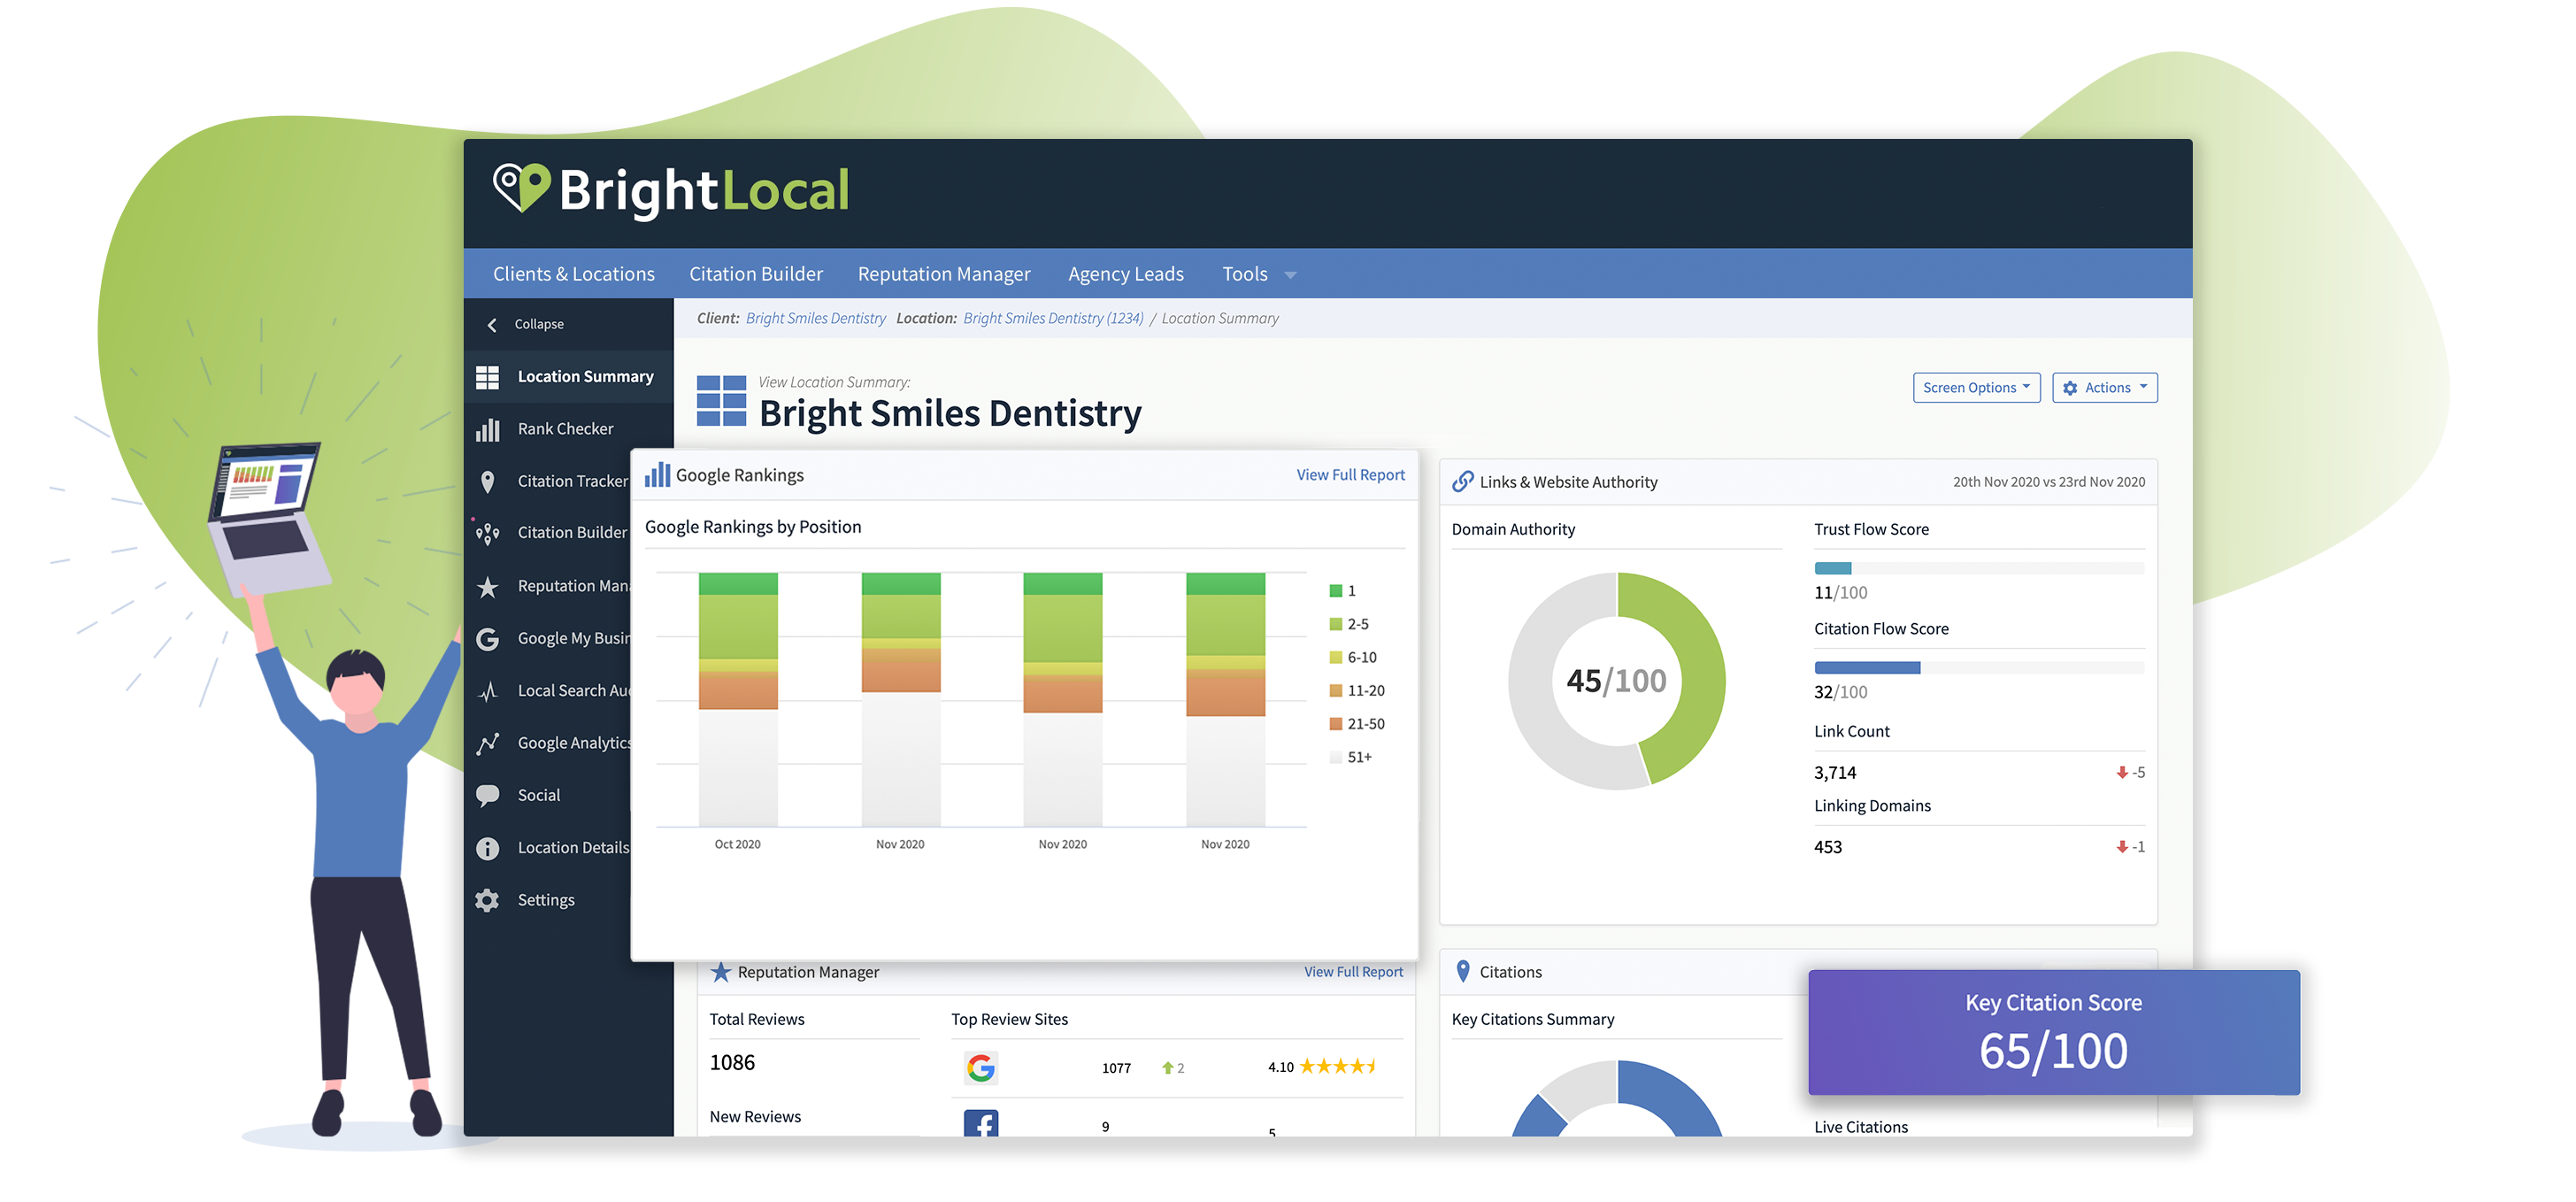 BrightLocal
Clients & Locations Citation Builder Reputation Manager Agency Leads Tools
Collapse
Client: Bright Smiles Dentistry Location: Bright Smiles Dentistry (1234) / Location Summary
Location Summary
Rank Checker
Citation Tracker
Citation Builder
Reputation Man
Google My Busin
Local Search Au
Google Analytics
Social
Location Details
Settings
View Location Summary:
Bright Smiles Dentistry
Screen Options Actions
Google Rankings View Full Report
Google Rankings by Position
1
2-5
6-10
11-20
21-50
51+
Oct 2020 Nov 2020 Nov 2020 Nov 2020
Links & Website Authority 20th Nov 2020 vs 23rd Nov 2020
Domain Authority
45/100
Trust Flow Score
11/100
Citation Flow Score
32/100
Link Count
3,714 -5
Linking Domains
453 -1
Reputation Manager View Full Report
Total Reviews
1086
New Reviews
Top Review Sites
1077 2 4.10
9 5
Citations
Key Citations Summary
Key Citation Score
65/100
Live Citations